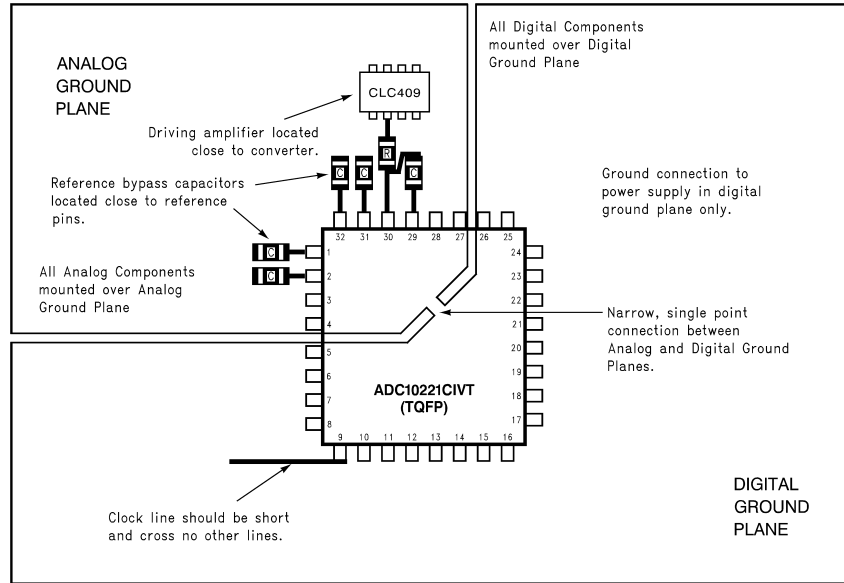 All Digital Components
mounted over Digital
Ground Plane
ANALOG
GROUND
PLANE
CLC409
Driving amplifier located
close to converter.
R
C
C
C
Reference bypass capacitors
located close to reference
pins.
Ground connection to
power supply in digital
ground plane only.
32 31 30 29 28 27 26 25
C
C
1
2
3
4
5
6
7
8
24
23
22
21
20
19
18
17
All Analog Components
mounted over Analog
Ground Plane
Narrow, single point
connection between
Analog and Digital Ground
Planes.
ADC10221CIVT
(TQFP)
9 10 11 12 13 14 15 16
Clock line should be short
and cross no other lines.
DIGITAL
GROUND
PLANE